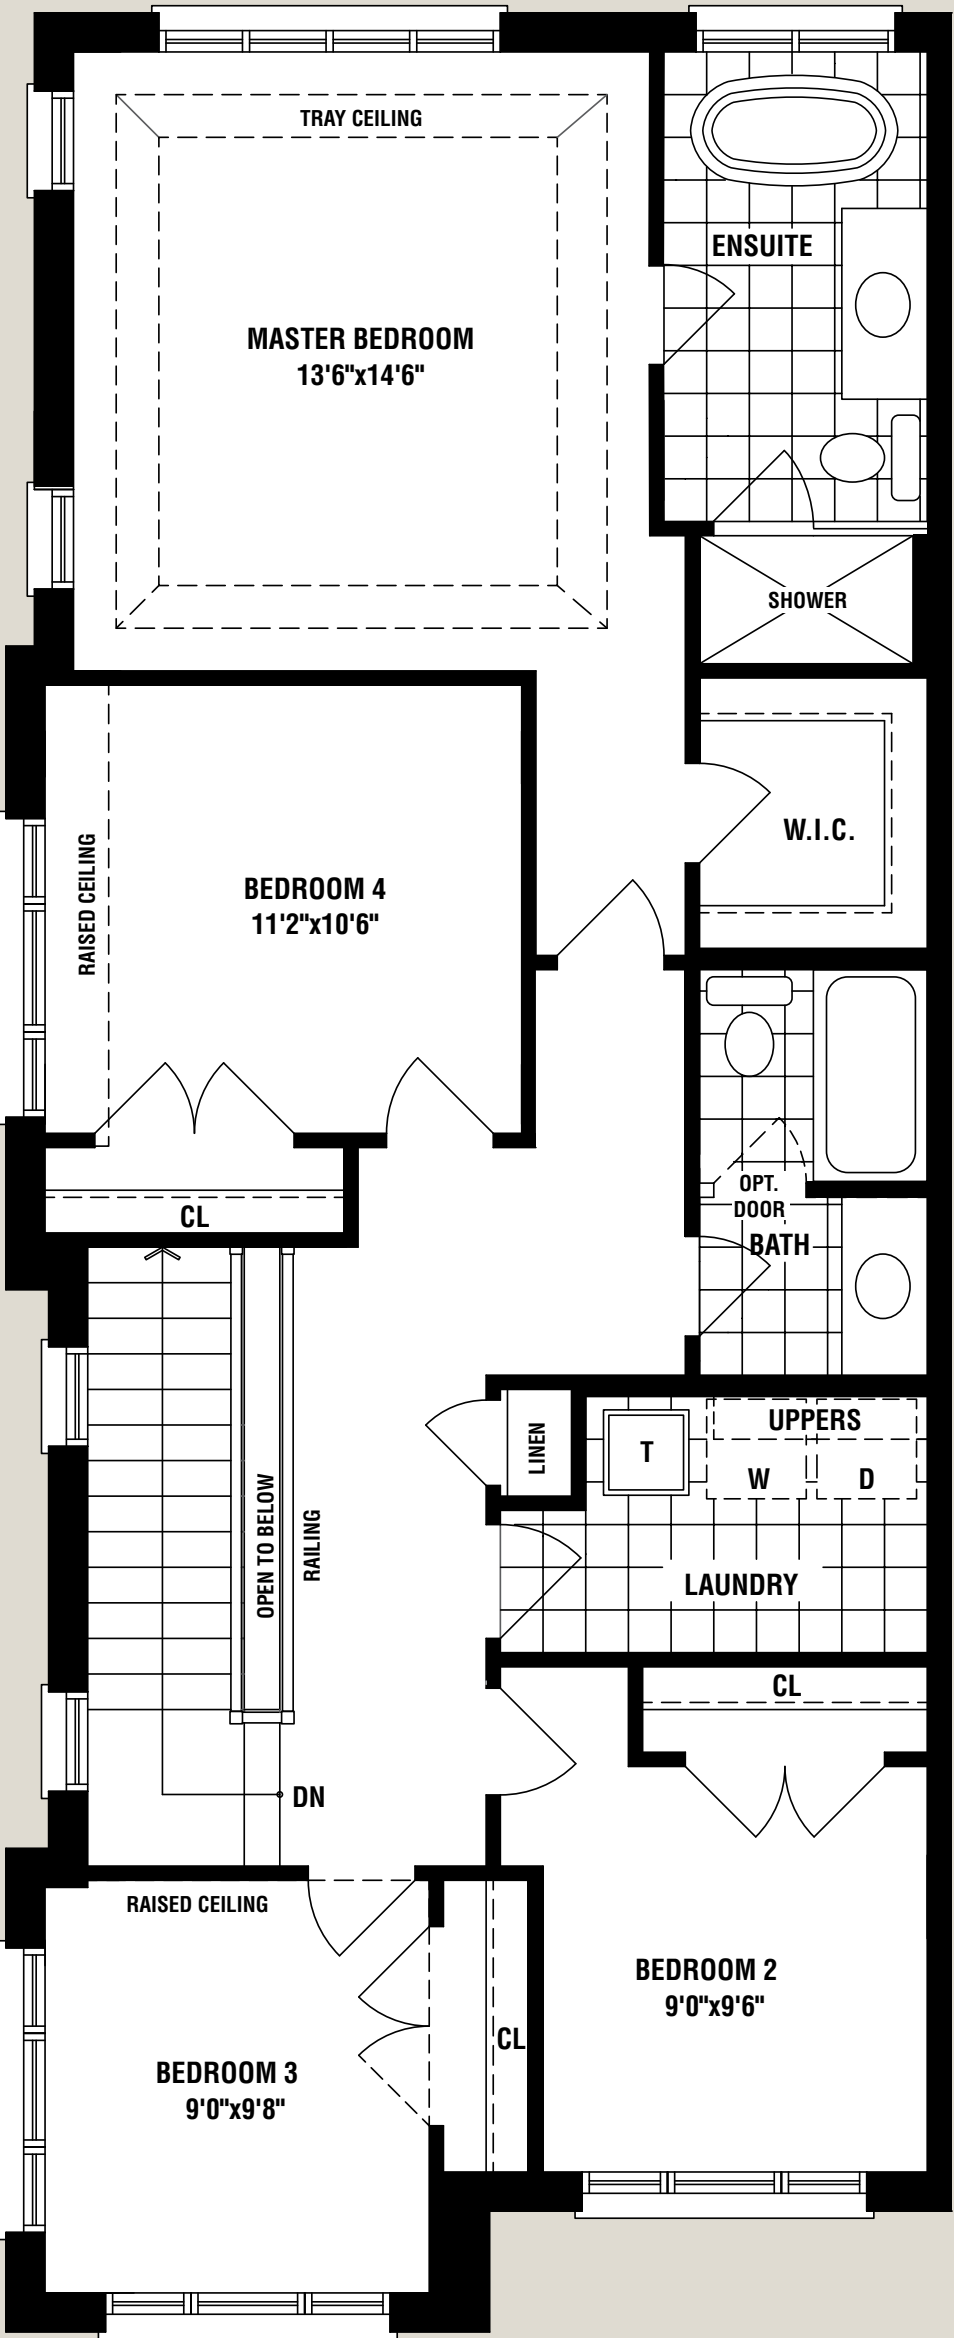 TRAY CEILING
ENSUITE
MASTER BEDROOM
13'6"x14'6"
SHOWER
W.I.C.
RAISED CEILING
BEDROOM 4
11'2"x10'6"
OPT.
DOOR
BATH
CL
LINEN
UPPERS
T
W
D
OPEN TO BELOW
RAILING
LAUNDRY
CL
DN
RAISED CEILING
BEDROOM 2
9'0"x9'6"
CL
BEDROOM 3
9'0"x9'8"